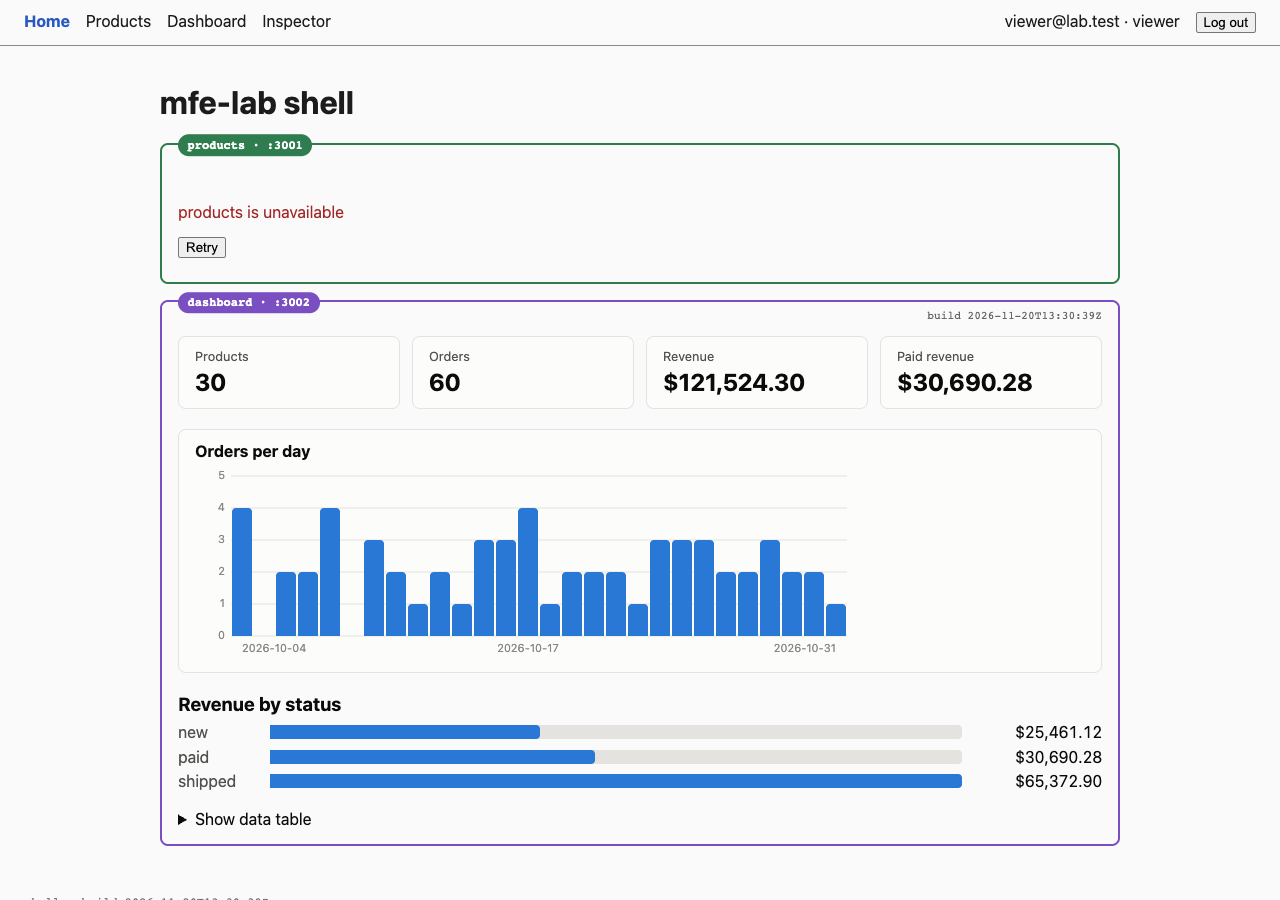 Home Products Dashboard Inspector viewer@lab.test · viewer Log out
mfe-lab shell
products · :3001
products is unavailable
Retry
dashboard · :3002
build 2026-11-20T13:30:39Z
Products Orders Revenue Paid revenue
30 60 $121,524.30 $30,690.28
Orders per day
5
4
3
2
1
0
2026-10-04 2026-10-17 2026-10-31
Revenue by status
new $25,461.12
paid $30,690.28
shipped $65,372.90
Show data table